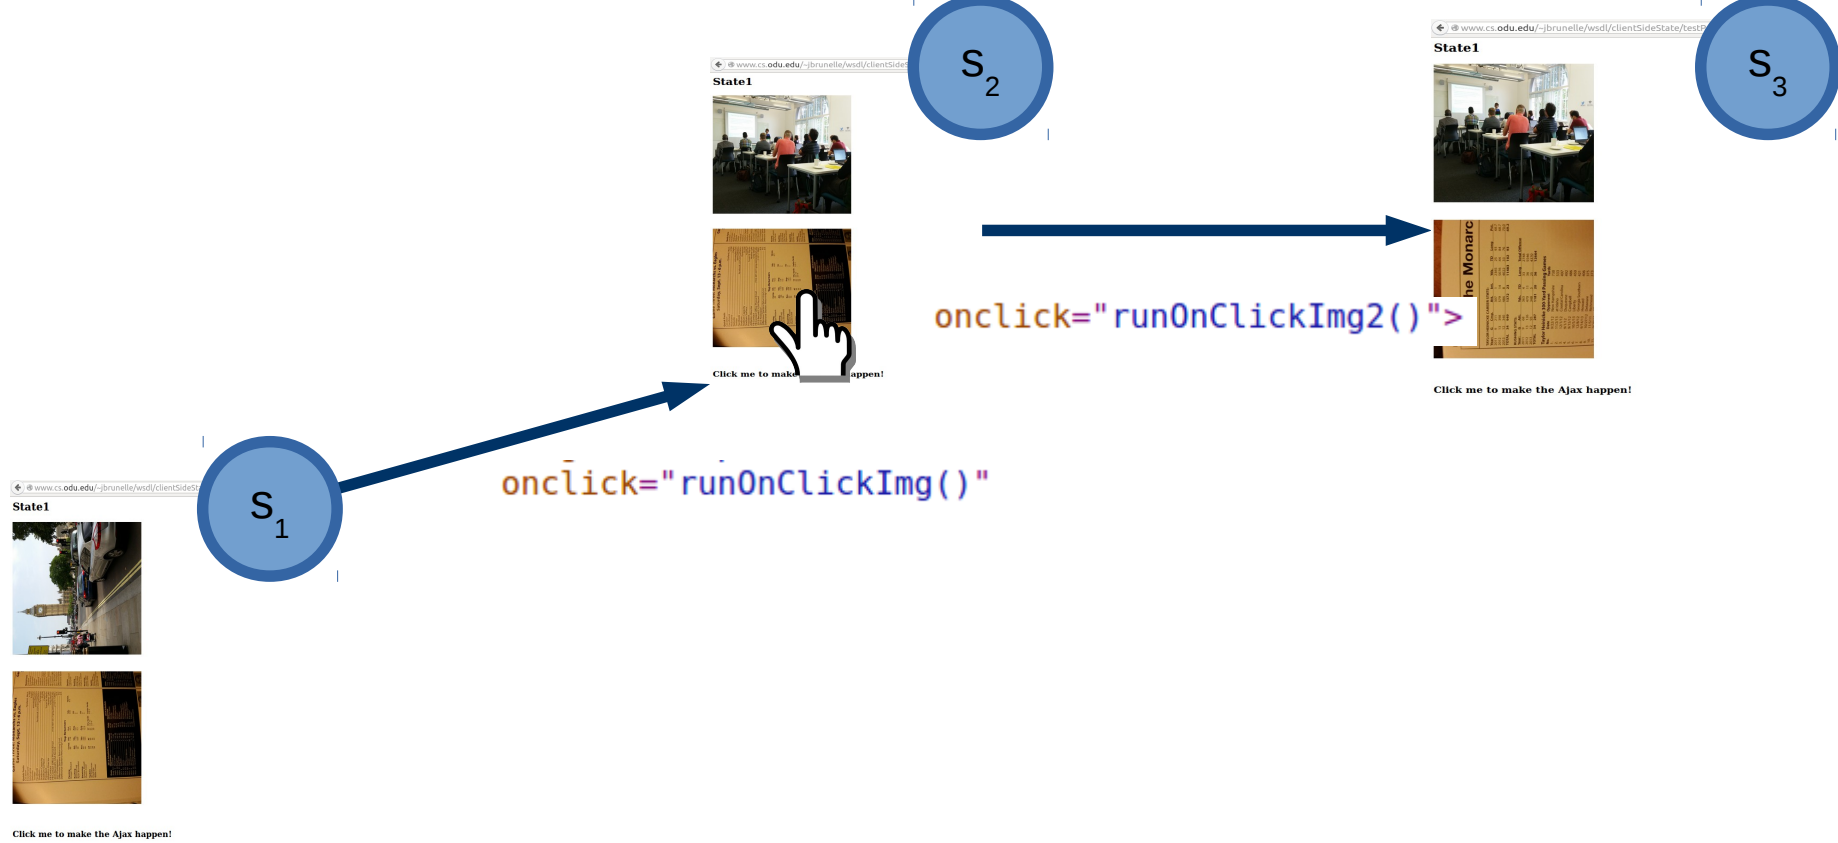 www.cs.odu.edu/~jbrunelle/wsdl/clientSideS
State1
Click me to make
appen!
S2
www.cs.odu.edu/~jbrunelle/wsdl/clientSideState/testP
State1
he Monarc
Click me to make the Ajax happen!
S3
onclick="runOnClickImg2()">
onclick="runOnClickImg()"
S1
www.cs.odu.edu/~jbrunelle/wsdl/clientSideSt
State1
Click me to make the Ajax happen!